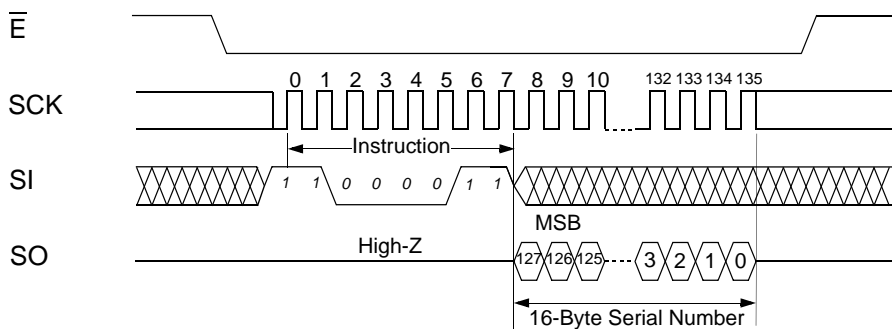 E
0 1 2 3 4 5 6 7 8 9 10 132 133 134 135
SCK
Instruction
SI 1 1 0 0 0 0 1 1
MSB
High-Z
SO 127 126 125 3 2 1 0
16-Byte Serial Number